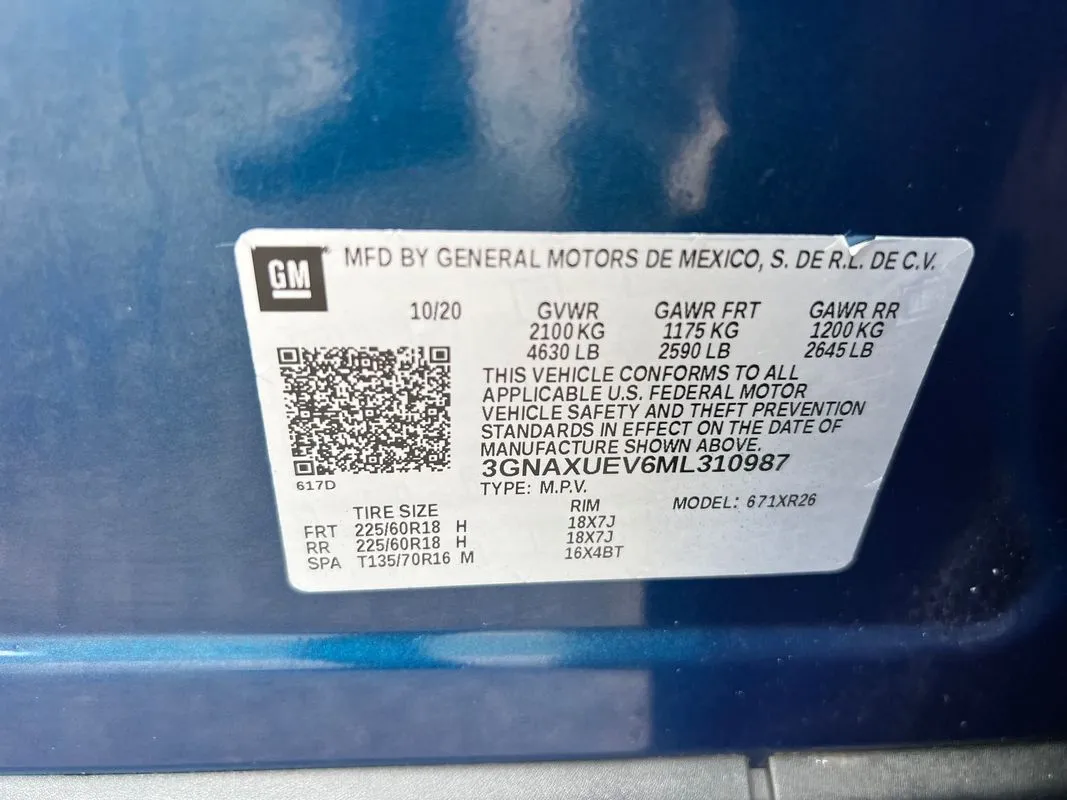 GM MFD BY GENERAL MOTORS DE MEXICO, S. DE R.L. DE C.V.
10/20 GVWR GAWR FRT GAWR RR
2100 KG 1175 KG 1200 KG
4630 LB 2590 LB 2645 LB
THIS VEHICLE CONFORMS TO ALL
APPLICABLE U.S. FEDERAL MOTOR
VEHICLE SAFETY AND THEFT PREVENTION
STANDARDS IN EFFECT ON THE DATE OF
MANUFACTURE SHOWN ABOVE.
3GNAXUEV6ML310987
617D TYPE: M.P.V.
TIRE SIZE RIM MODEL: 671XR26
FRT 225/60R18 H 18X7J
RR 225/60R18 H 18X7J
SPA T135/70R16 M 16X4BT